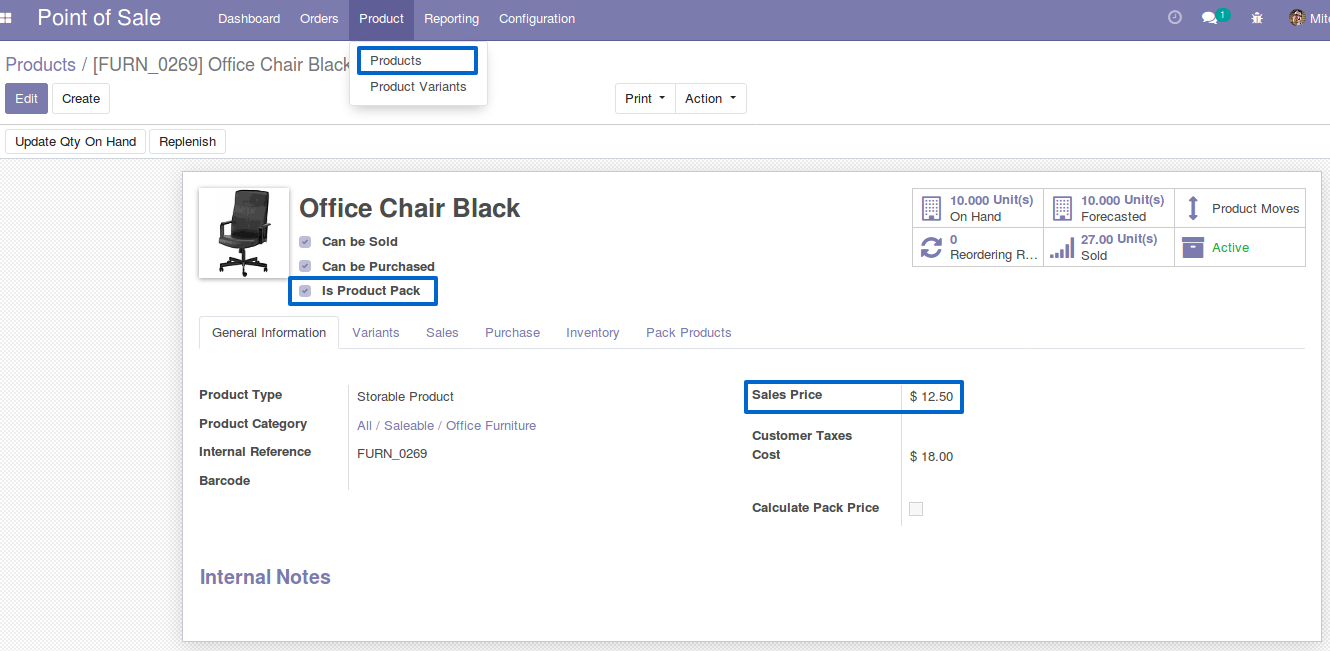 Point of Sale Dashboard Orders Product Reporting Configuration 1
Products
Product Variants
Products / [FURN_0269] Office Chair Black
Edit Create Print Action
Update Qty On Hand Replenish
Office Chair Black
Can be Sold
Can be Purchased
Is Product Pack
10.000 Unit(s)
On Hand
10.000 Unit(s)
Forecasted
Product Moves
0
Reordering R...
27.00 Unit(s)
Sold
Active
General Information Variants Sales Purchase Inventory Pack Products
Product Type Storable Product
Product Category All / Saleable / Office Furniture
Internal Reference FURN_0269
Barcode
Sales Price $ 12.50
Customer Taxes
Cost $ 18.00
Calculate Pack Price
Internal Notes